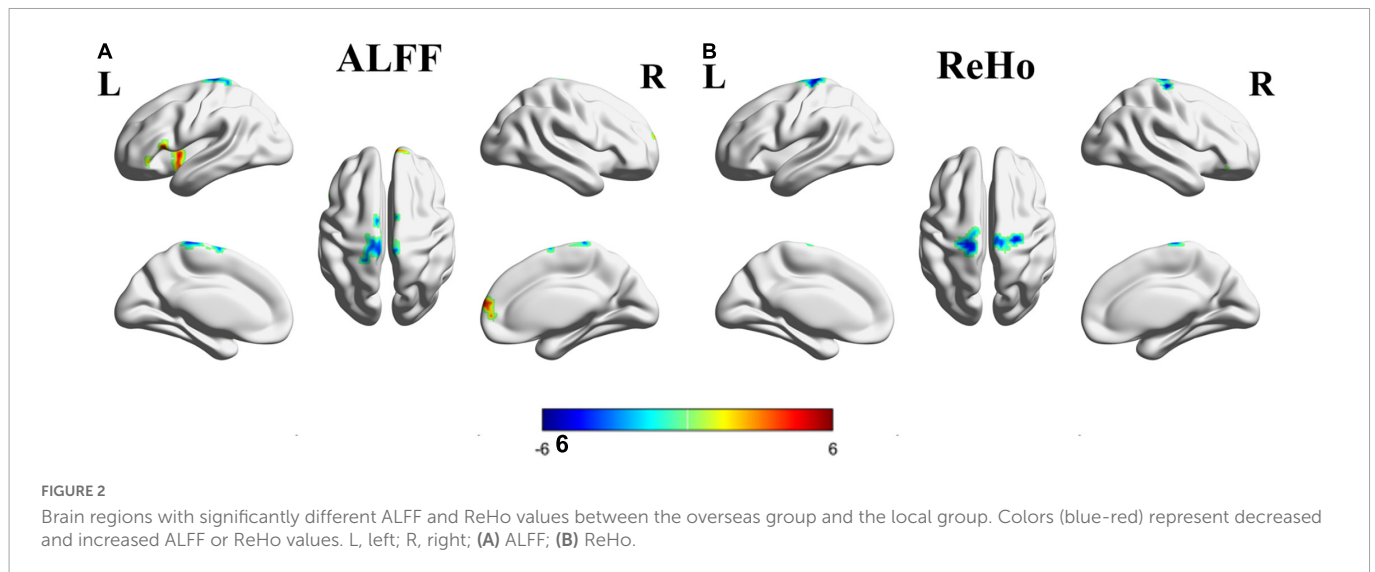 A
L
ALFF
R
B
L
ReHo
R
-6 6
6
FIGURE 2
Brain regions with significantly different ALFF and ReHo values between the overseas group and the local group. Colors (blue-red) represent decreased
and increased ALFF or ReHo values. L, left; R, right; (A) ALFF; (B) ReHo.